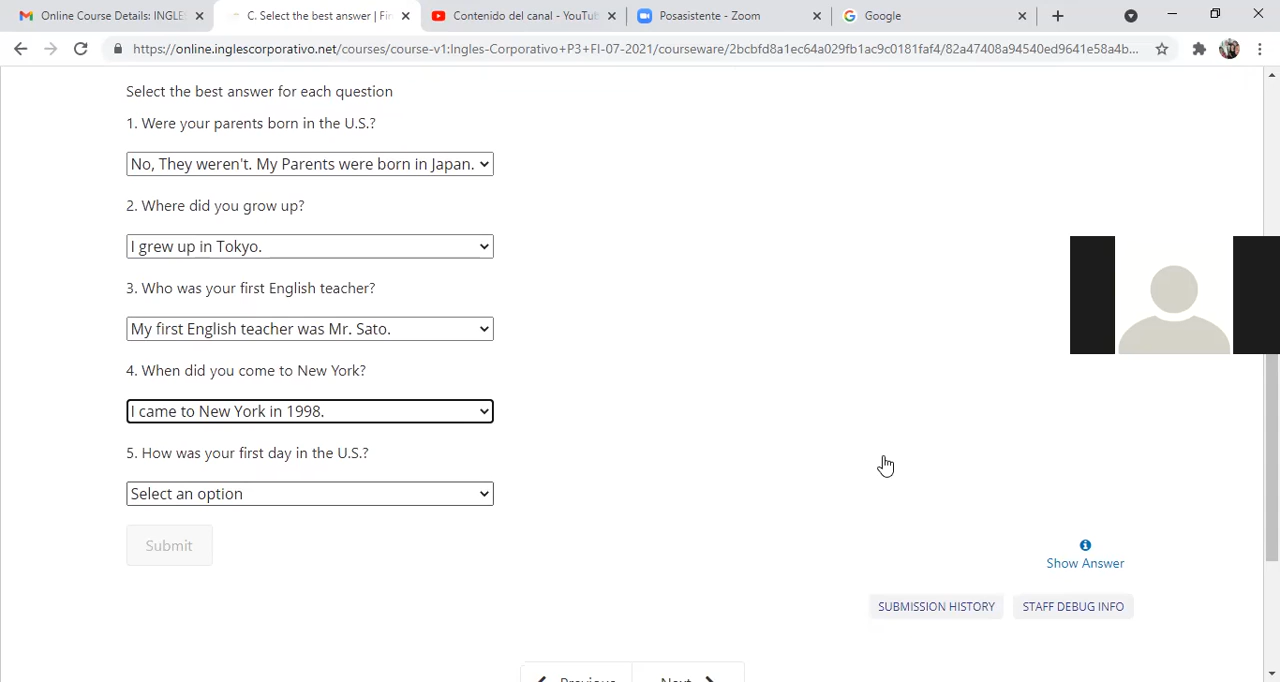 Online Course Details: INGLES
C. Select the best answer | Fin
Contenido del canal - YouTub
Posasistente - Zoom
Google
https://online.inglescorporativo.net/courses/course-v1:Ingles-Corporativo+P3+FI-07-2021/courseware/2bcbfd8a1ec64a029fb1ac9c0181faf4/82a47408a94540ed9641e58a4b...
Select the best answer for each question
1. Were your parents born in the U.S.?
No, They weren't. My Parents were born in Japan.
2. Where did you grow up?
I grew up in Tokyo.
3. Who was your first English teacher?
My first English teacher was Mr. Sato.
4. When did you come to New York?
I came to New York in 1998.
5. How was your first day in the U.S.?
Select an option
Submit
Show Answer
SUBMISSION HISTORY
STAFF DEBUG INFO
Previous
Next